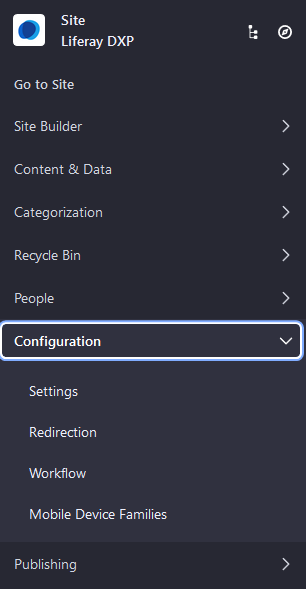 Site
Liferay DXP
Go to Site
Site Builder
Content & Data
Categorization
Recycle Bin
People
Configuration
Settings
Redirection
Workflow
Mobile Device Families
Publishing